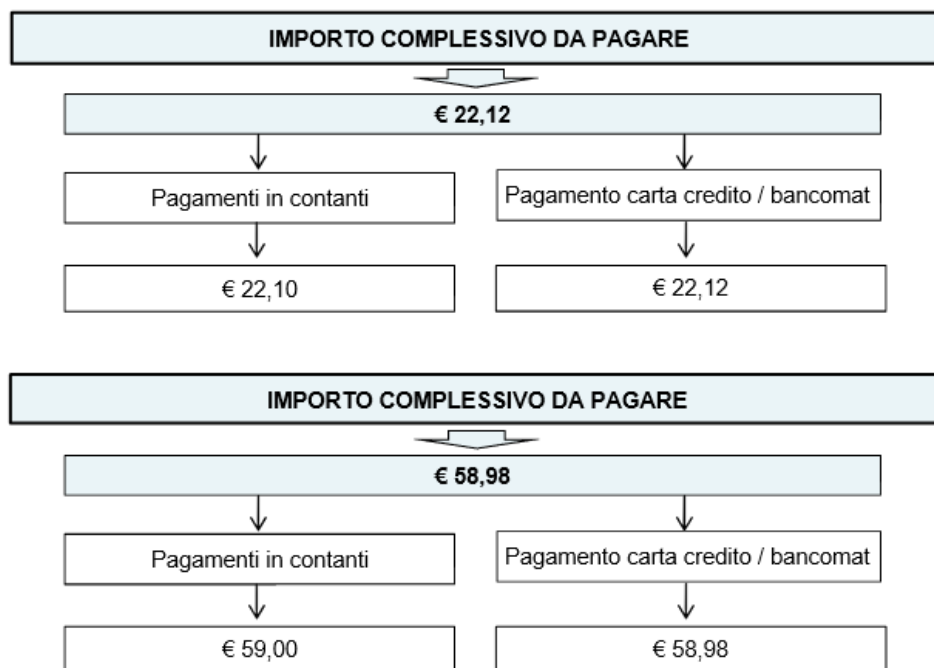 IMPORTO COMPLESSIVO DA PAGARE
€ 22,12
Pagamenti in contanti
Pagamento carta credito / bancomat
€ 22,10
€ 22,12
IMPORTO COMPLESSIVO DA PAGARE
€ 58,98
Pagamenti in contanti
Pagamento carta credito / bancomat
€ 59,00
€ 58,98